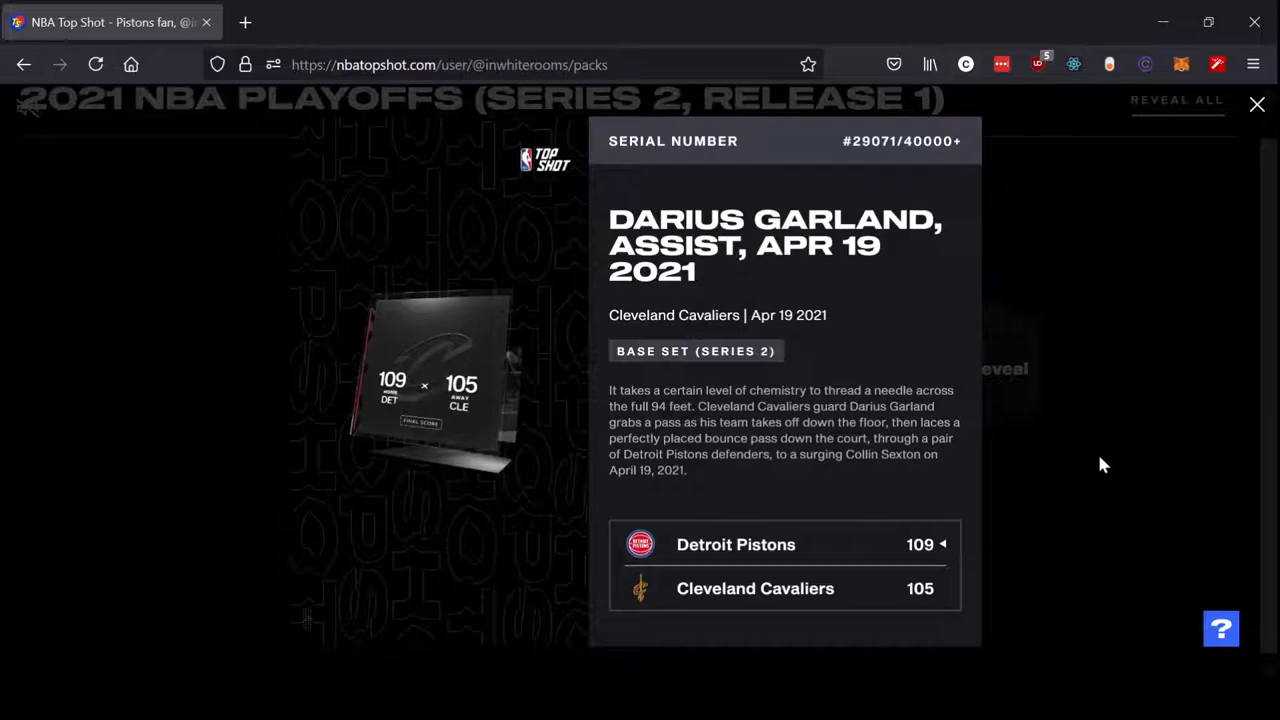 NBA Top Shot - Pistons fan, @i
https://nbatopshot.com/user/@inwhiterooms/packs
5
2021 NBA PLAYOFFS (SERIES 2, RELEASE 1)
REVEAL ALL
TOP SHOT
SERIAL NUMBER #29071/40000+
DARIUS GARLAND,
ASSIST, APR 19
2021
Cleveland Cavaliers | Apr 19 2021
BASE SET (SERIES 2)
It takes a certain level of chemistry to thread a needle across
the full 94 feet. Cleveland Cavaliers guard Darius Garland
grabs a pass as his team takes off down the floor, then laces a
perfectly placed bounce pass down the court, through a pair
of Detroit Pistons defenders, to a surging Collin Sexton on
April 19, 2021.
109 × 105
HOME AWAY
DET CLE
FINAL SCORE
eveal
Detroit Pistons 109
Cleveland Cavaliers 105
?